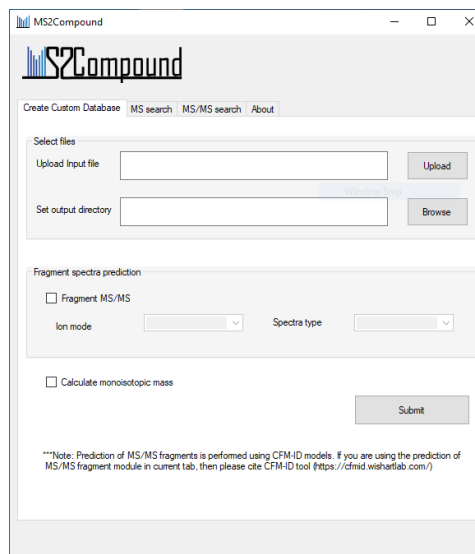 MS2Compound
MS2Compound
Create Custom Database MS search MS/MS search About
Select files
Upload Input file
Upload
Window Snip
Set output directory
Browse
Fragment spectra prediction
Fragment MS/MS
Ion mode
Spectra type
Calculate monoisotopic mass
Submit
***Note: Prediction of MS/MS fragments is performed using CFM-ID models. If you are using the prediction of
MS/MS fragment module in current tab, then please cite CFM-ID tool (https://cfmid.wishartlab.com/)